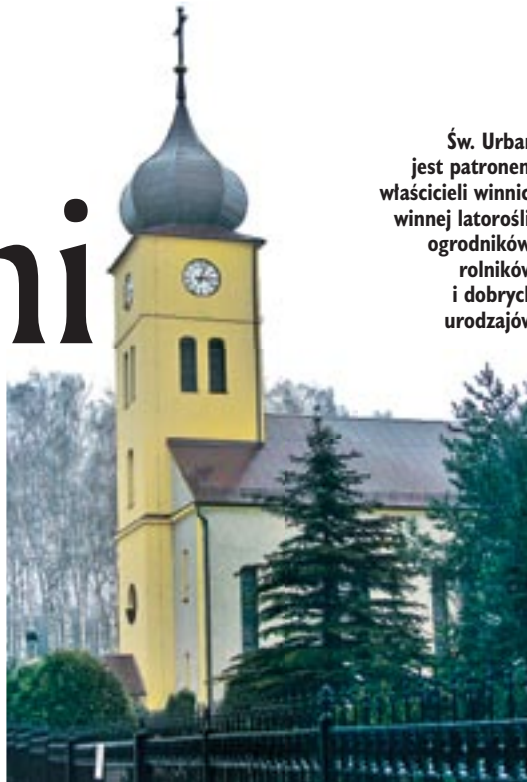 ni
Św. Urban
jest patronem
właścicieli winnic
winnej latorośli
ogrodników
rolników
i dobrych
urodzajów